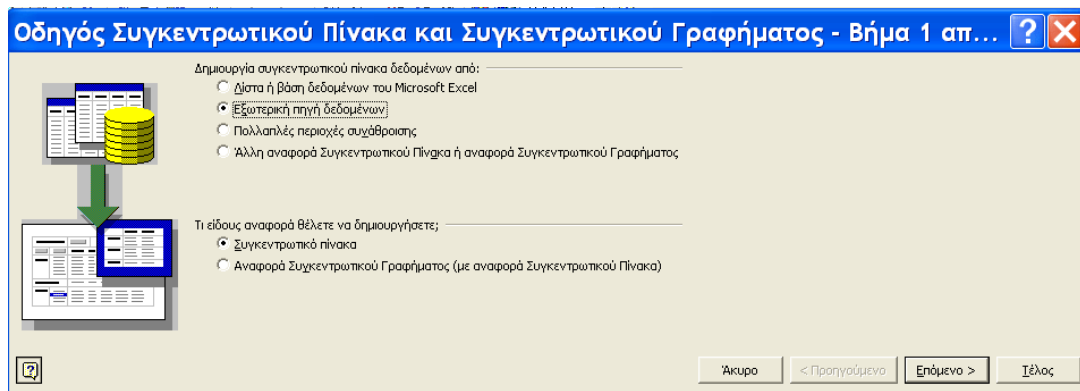 Οδηγός Συγκεντρωτικού Πίνακα και Συγκεντρωτικού Γραφήματος - Βήμα 1 απ...
Δημιουργία συγκεντρωτικού πίνακα δεδομένων από:
Λίστα ή βάση δεδομένων του Microsoft Excel
Εξωτερική πηγή δεδομένων
Πολλαπλές περιοχές συνάθροισης
Άλλη αναφορά Συγκεντρωτικού Πίνακα ή αναφορά Συγκεντρωτικού Γραφήματος
Τι είδους αναφορά θέλετε να δημιουργήσετε;
Συγκεντρωτικό πίνακα
Αναφορά Συγκεντρωτικού Γραφήματος (με αναφορά Συγκεντρωτικού Πίνακα)
Άκυρο
< Προηγούμενο
Επόμενο >
Τέλος